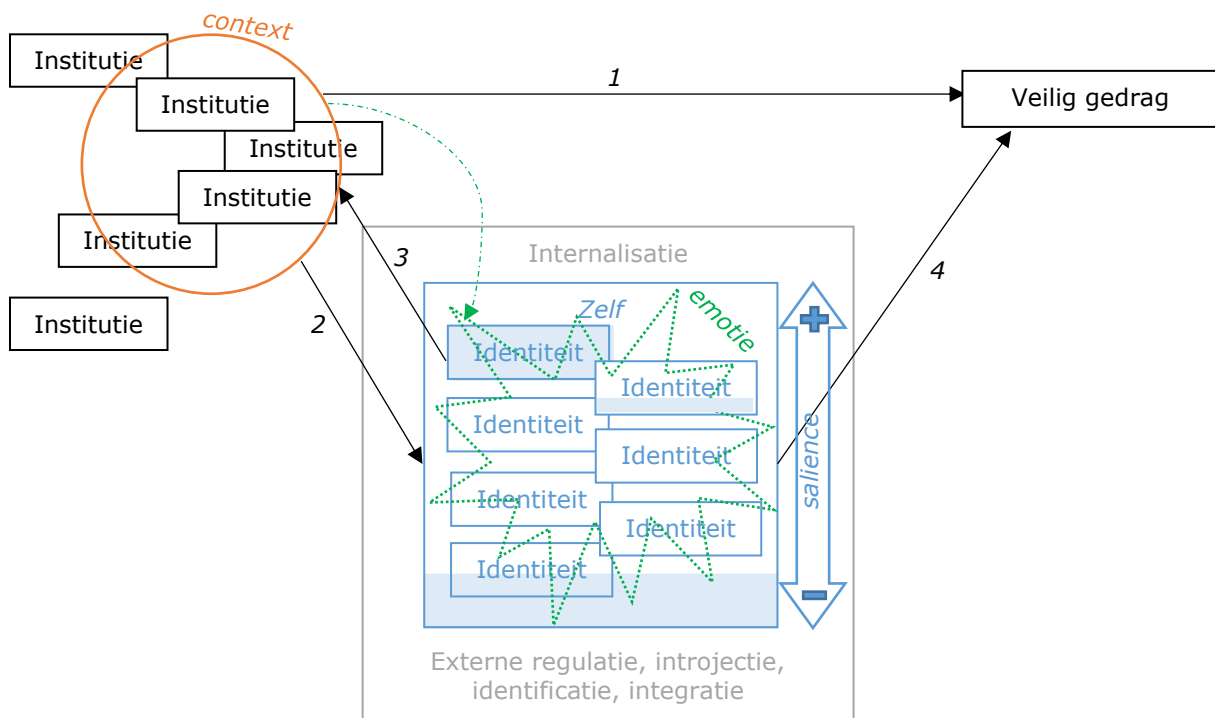 context
Institutie
Institutie
Institutie
Institutie
Institutie
Institutie
1
Veilig gedrag
2
3
4
Internalisatie
Zelf
emotie
Identiteit
Identiteit
Identiteit
Identiteit
Identiteit
Identiteit
Identiteit
+
salience
−
Externe regulatie, introjectie,
identificatie, integratie